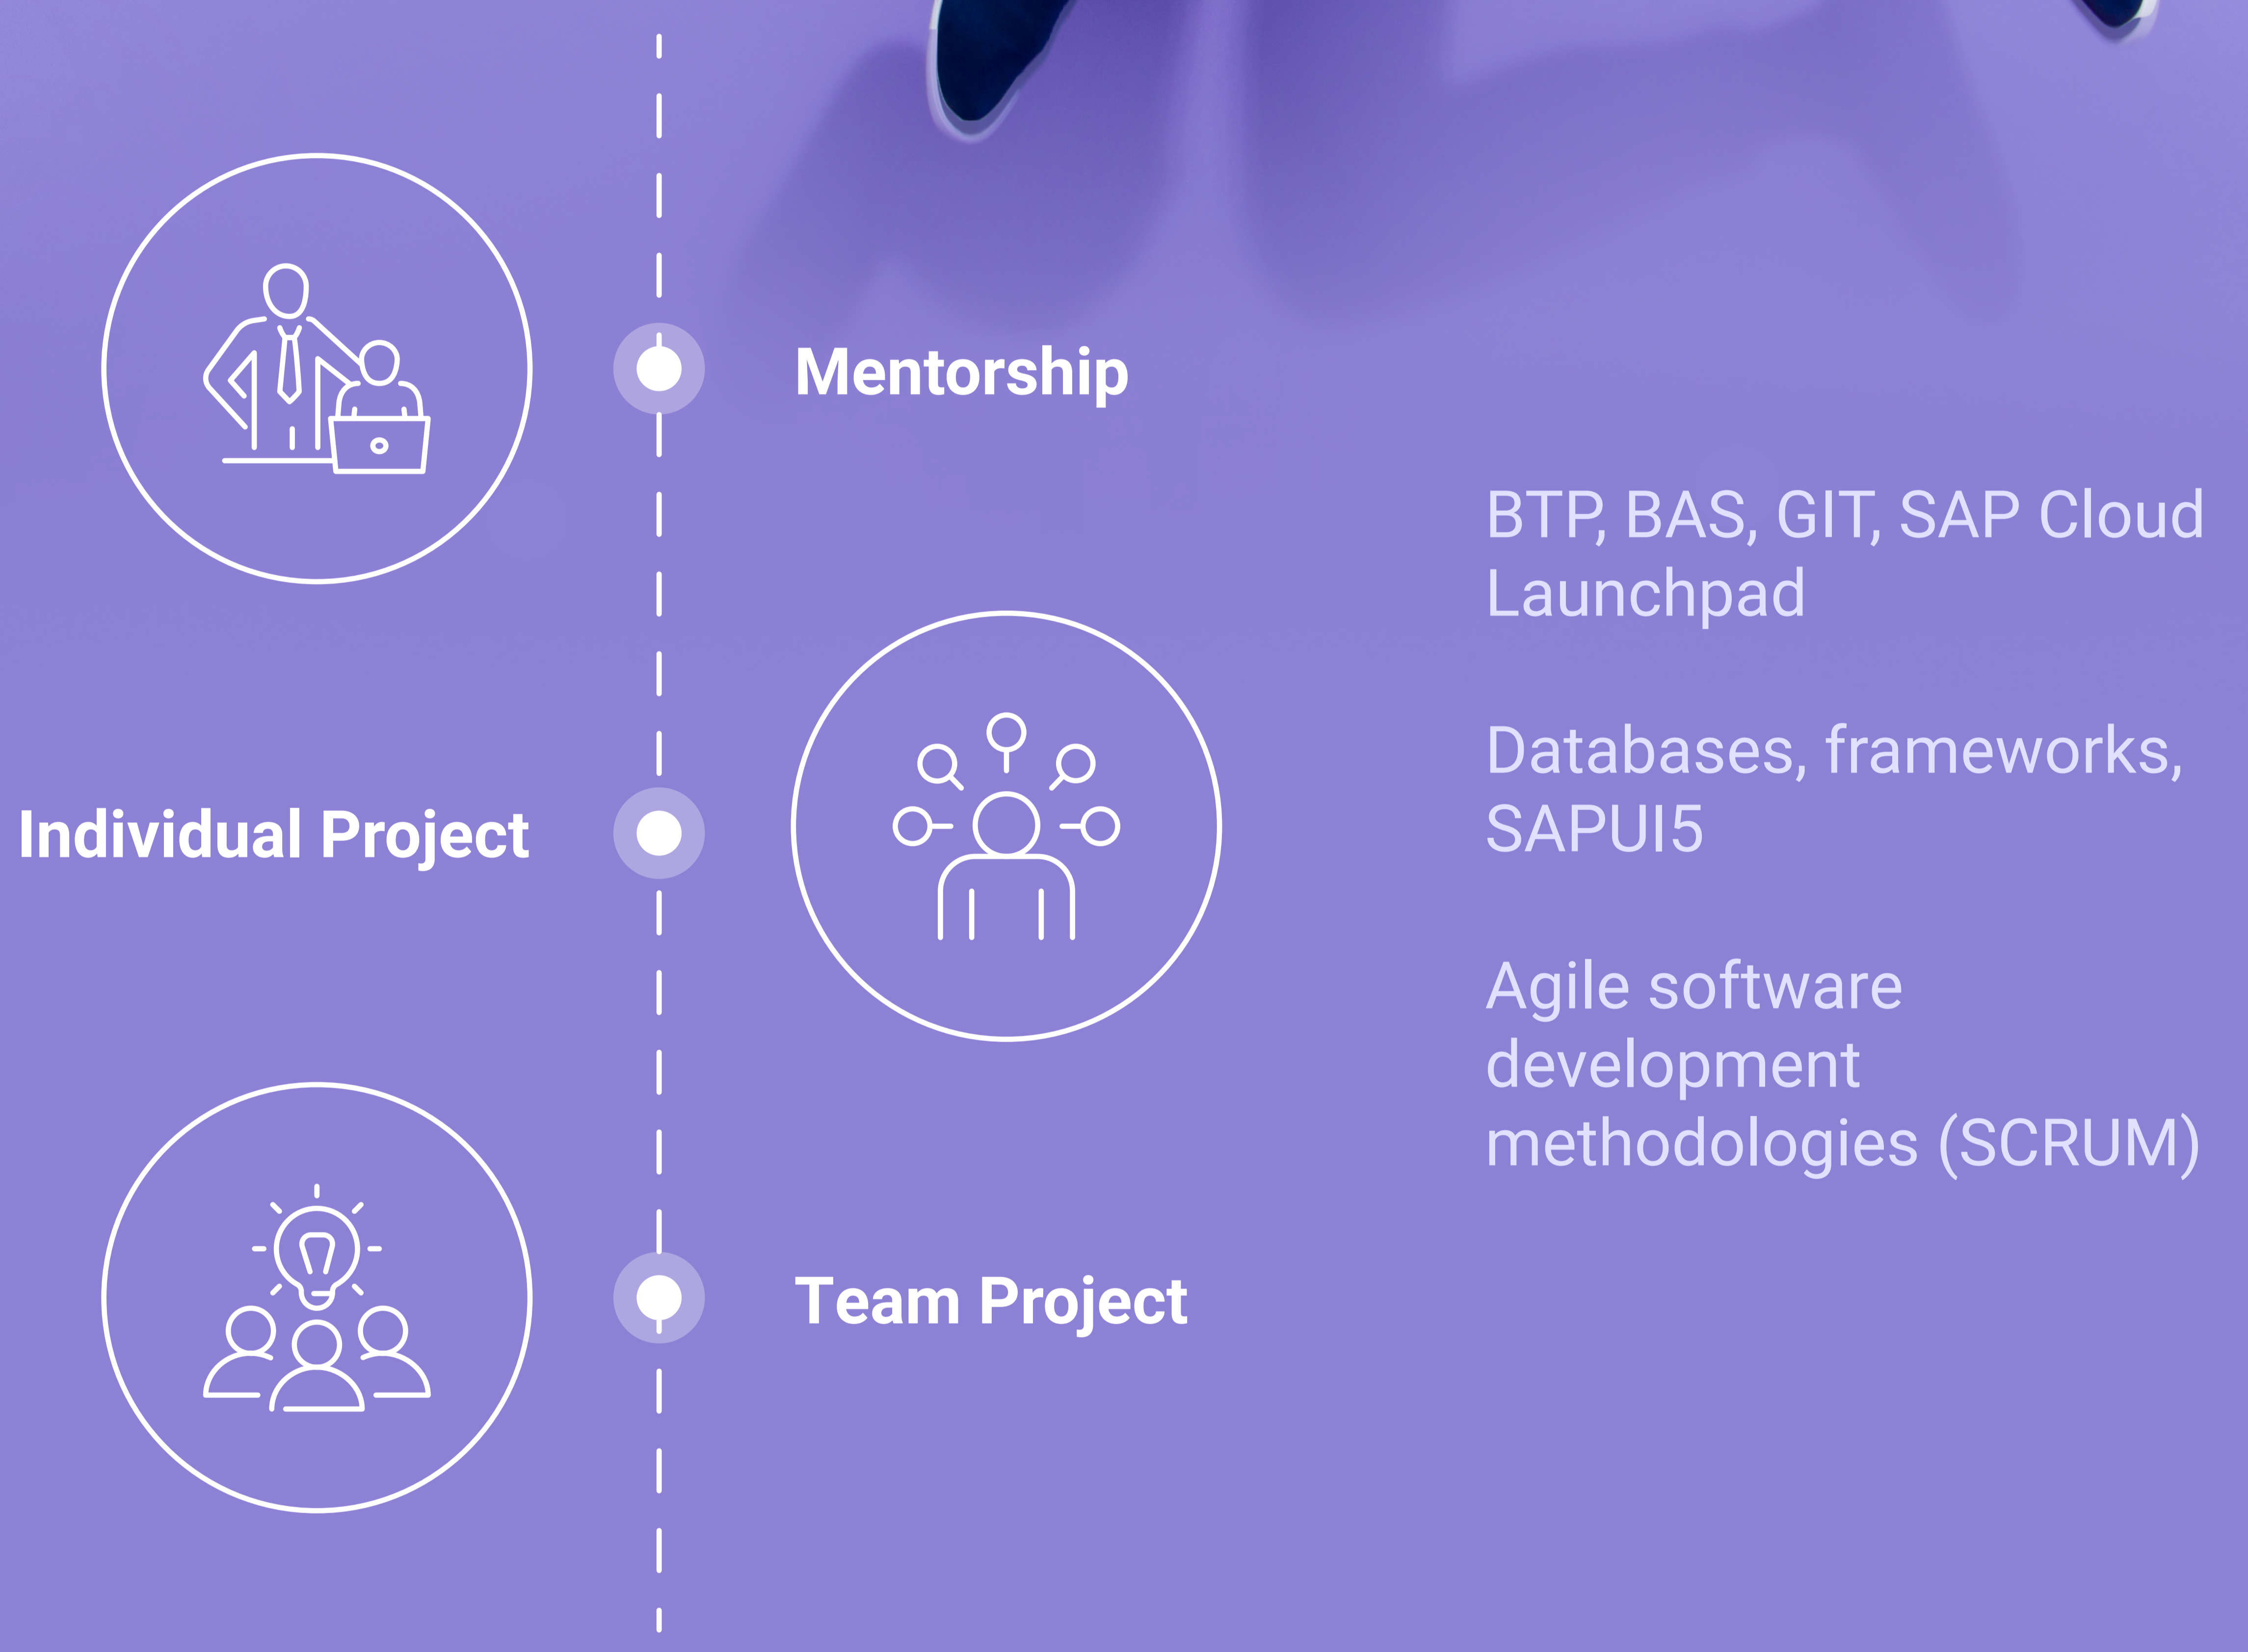 Mentorship
Individual Project
Team Project
BTP, BAS, GIT, SAP Cloud
Launchpad
Databases, frameworks,
SAPUI5
Agile software
development
methodologies (SCRUM)